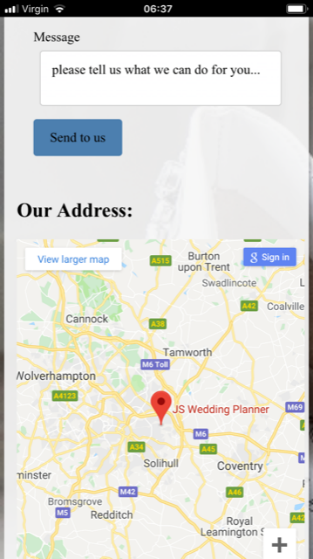 Virgin 06:37
Message
please tell us what we can do for you...
Send to us
Our Address:
View larger map
Sign in
A515
Burton
upon Trent
Swadlincote
A42
Coalville
A38
Cannock
Tamworth
M6 Toll
Wolverhampton
A4123
JS Wedding Planner
M69
M6
A34
A45
Solihull
Coventry
minster
M42
A46
Bromsgrove
M5
Redditch
Royal
Leamington S
A43
+